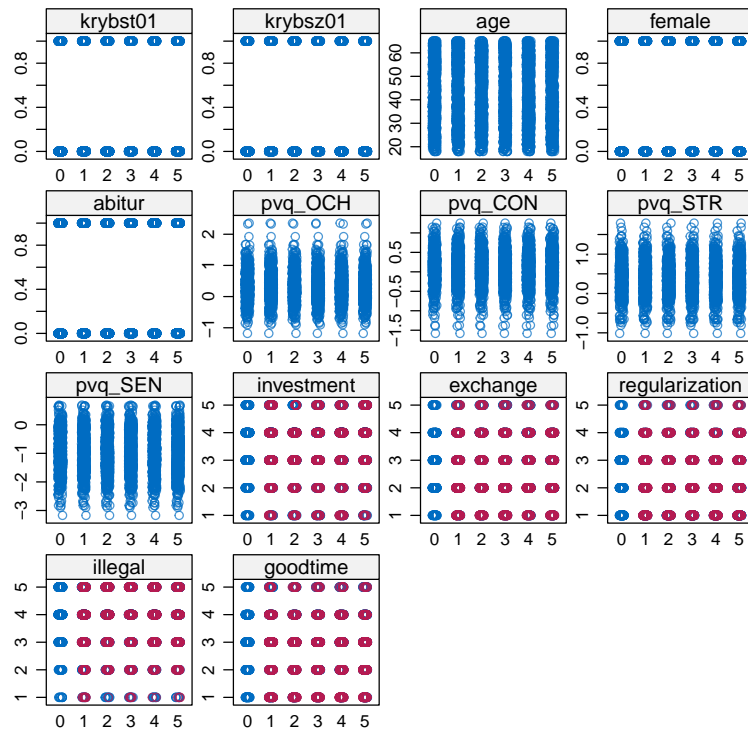 krybst01 krybsz01 age female
0.0 0.4 0.8 0.0 0.4 0.8 20 30 40 50 60 0.0 0.4 0.8
0 1 2 3 4 5 0 1 2 3 4 5 0 1 2 3 4 5 0 1 2 3 4 5
abitur pvq_OCH pvq_CON pvq_STR
0.0 0.4 0.8 −1 0 1 2 −1.5 −0.5 0.5 −1.0 0.0 1.0
0 1 2 3 4 5 0 1 2 3 4 5 0 1 2 3 4 5 0 1 2 3 4 5
pvq_SEN investment exchange regularization
−3 −2 −1 0 1 2 3 4 5 1 2 3 4 5 1 2 3 4 5
0 1 2 3 4 5 0 1 2 3 4 5 0 1 2 3 4 5 0 1 2 3 4 5
illegal goodtime
1 2 3 4 5 1 2 3 4 5
0 1 2 3 4 5 0 1 2 3 4 5